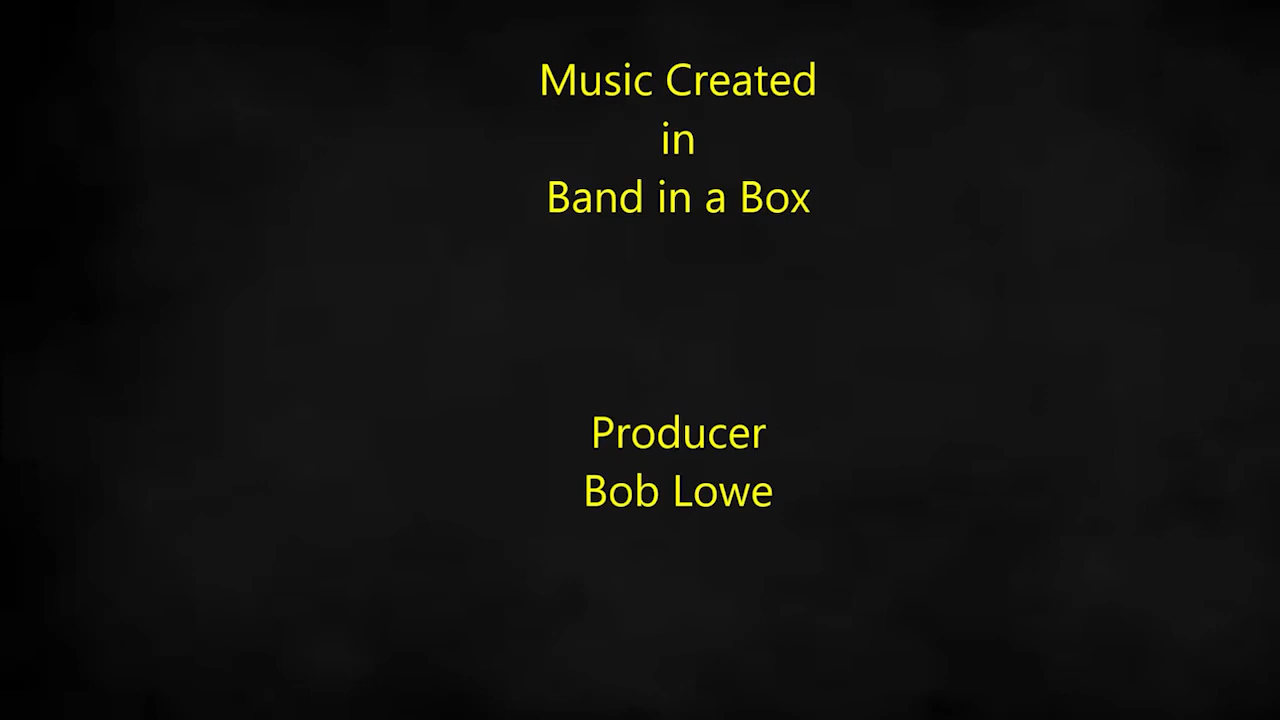 Music Created
in
Band in a Box
Producer
Bob Lowe